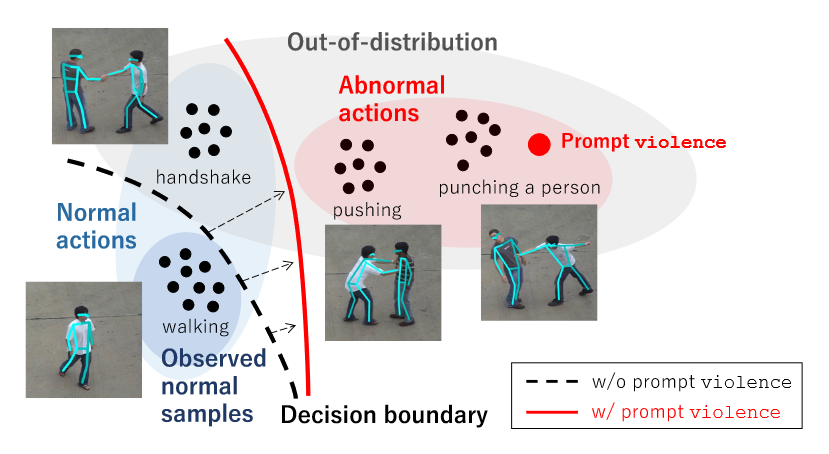 Out-of-distribution
Abnormal
actions
Prompt violence
handshake
punching a person
pushing
Normal
actions
walking
Observed
normal
samples
Decision boundary
w/o prompt violence
w/ prompt violence